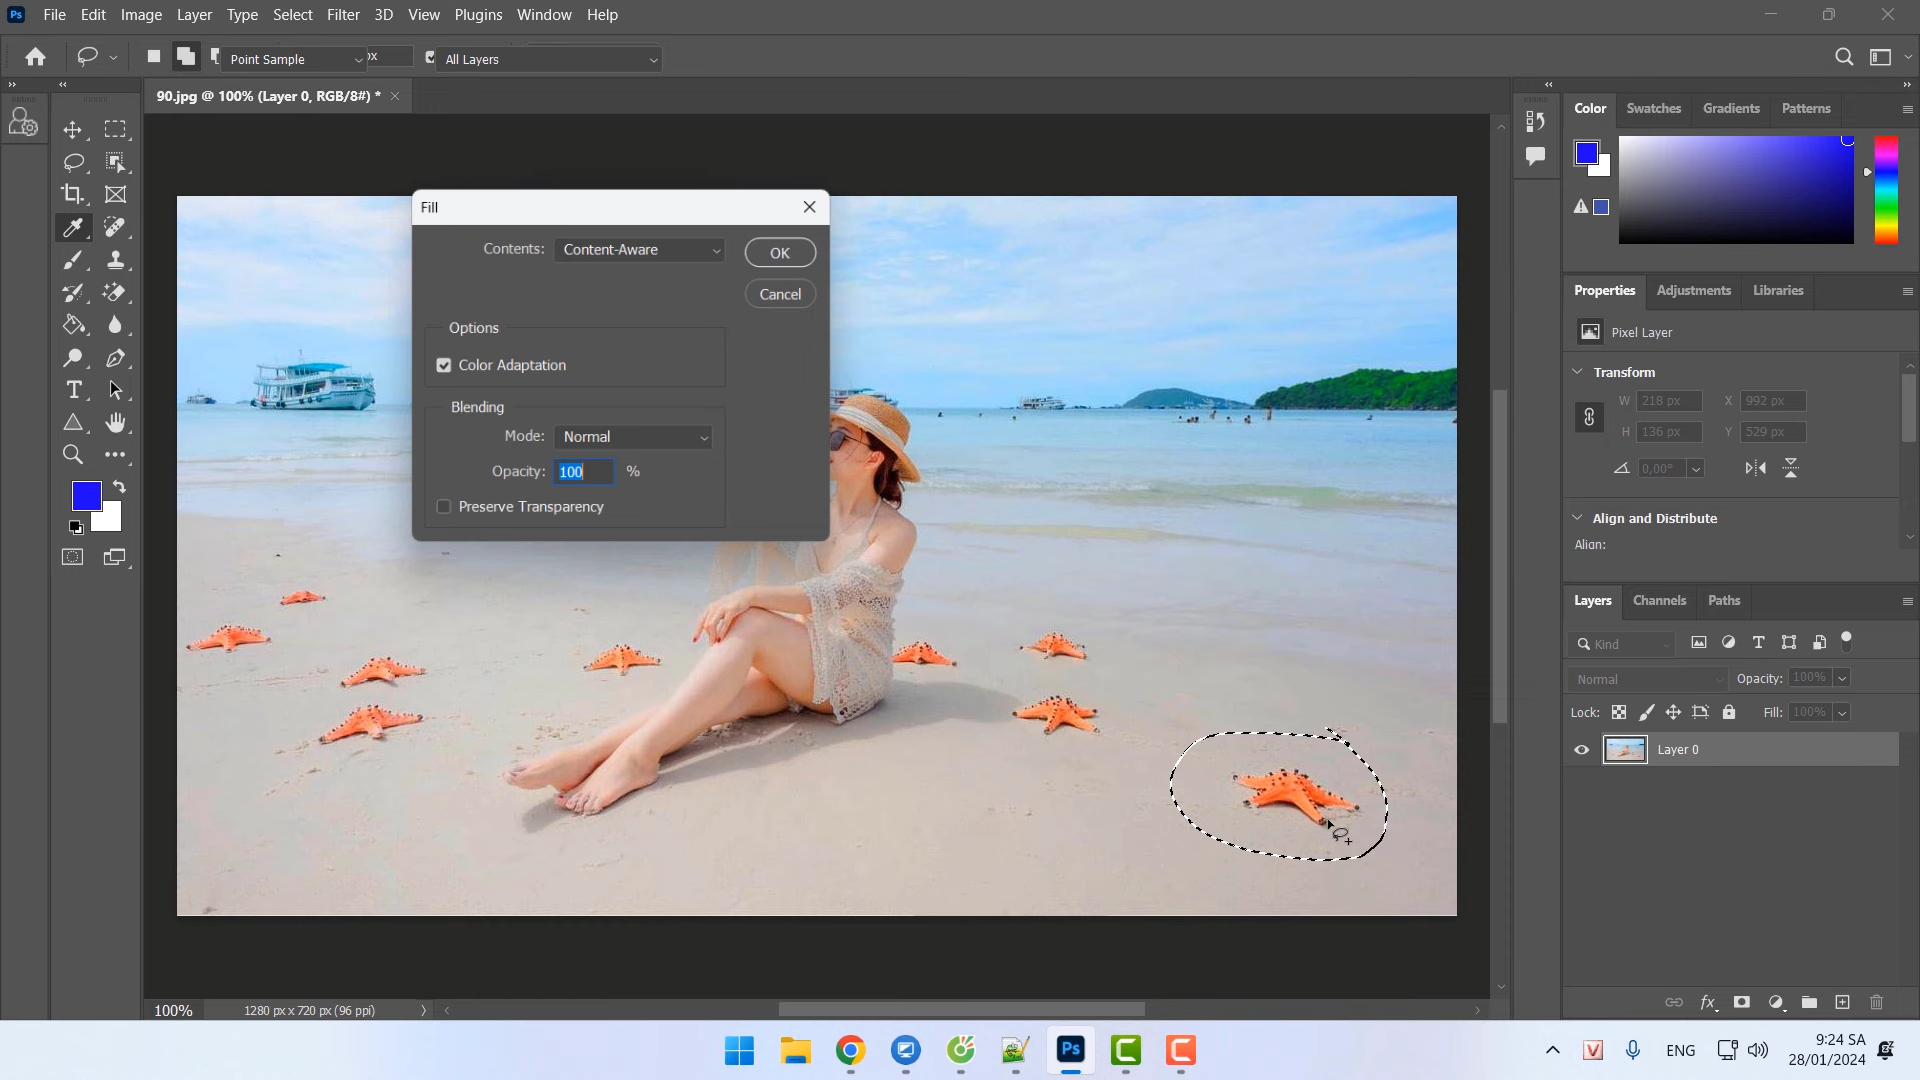 Ps File Edit Image Layer Type Select Filter 3D View Plugins Window Help
Point Sample px All Layers
90.jpg @ 100% (Layer 0, RGB/8#) *
Color Swatches Gradients Patterns
Fill
Contents: Content-Aware OK
Cancel
Options
Color Adaptation
Blending
Mode: Normal
Opacity: 100 %
Preserve Transparency
Properties Adjustments Libraries
Pixel Layer
Transform
W 218 px X 992 px
H 136 px Y 529 px
0,00°
Align and Distribute
Align:
Layers Channels Paths
Kind
Normal Opacity: 100%
Lock: Fill: 100%
Layer 0
fx
100% 1280 px x 720 px (96 ppi)
Ps
ENG
9:24 SA
28/01/2024